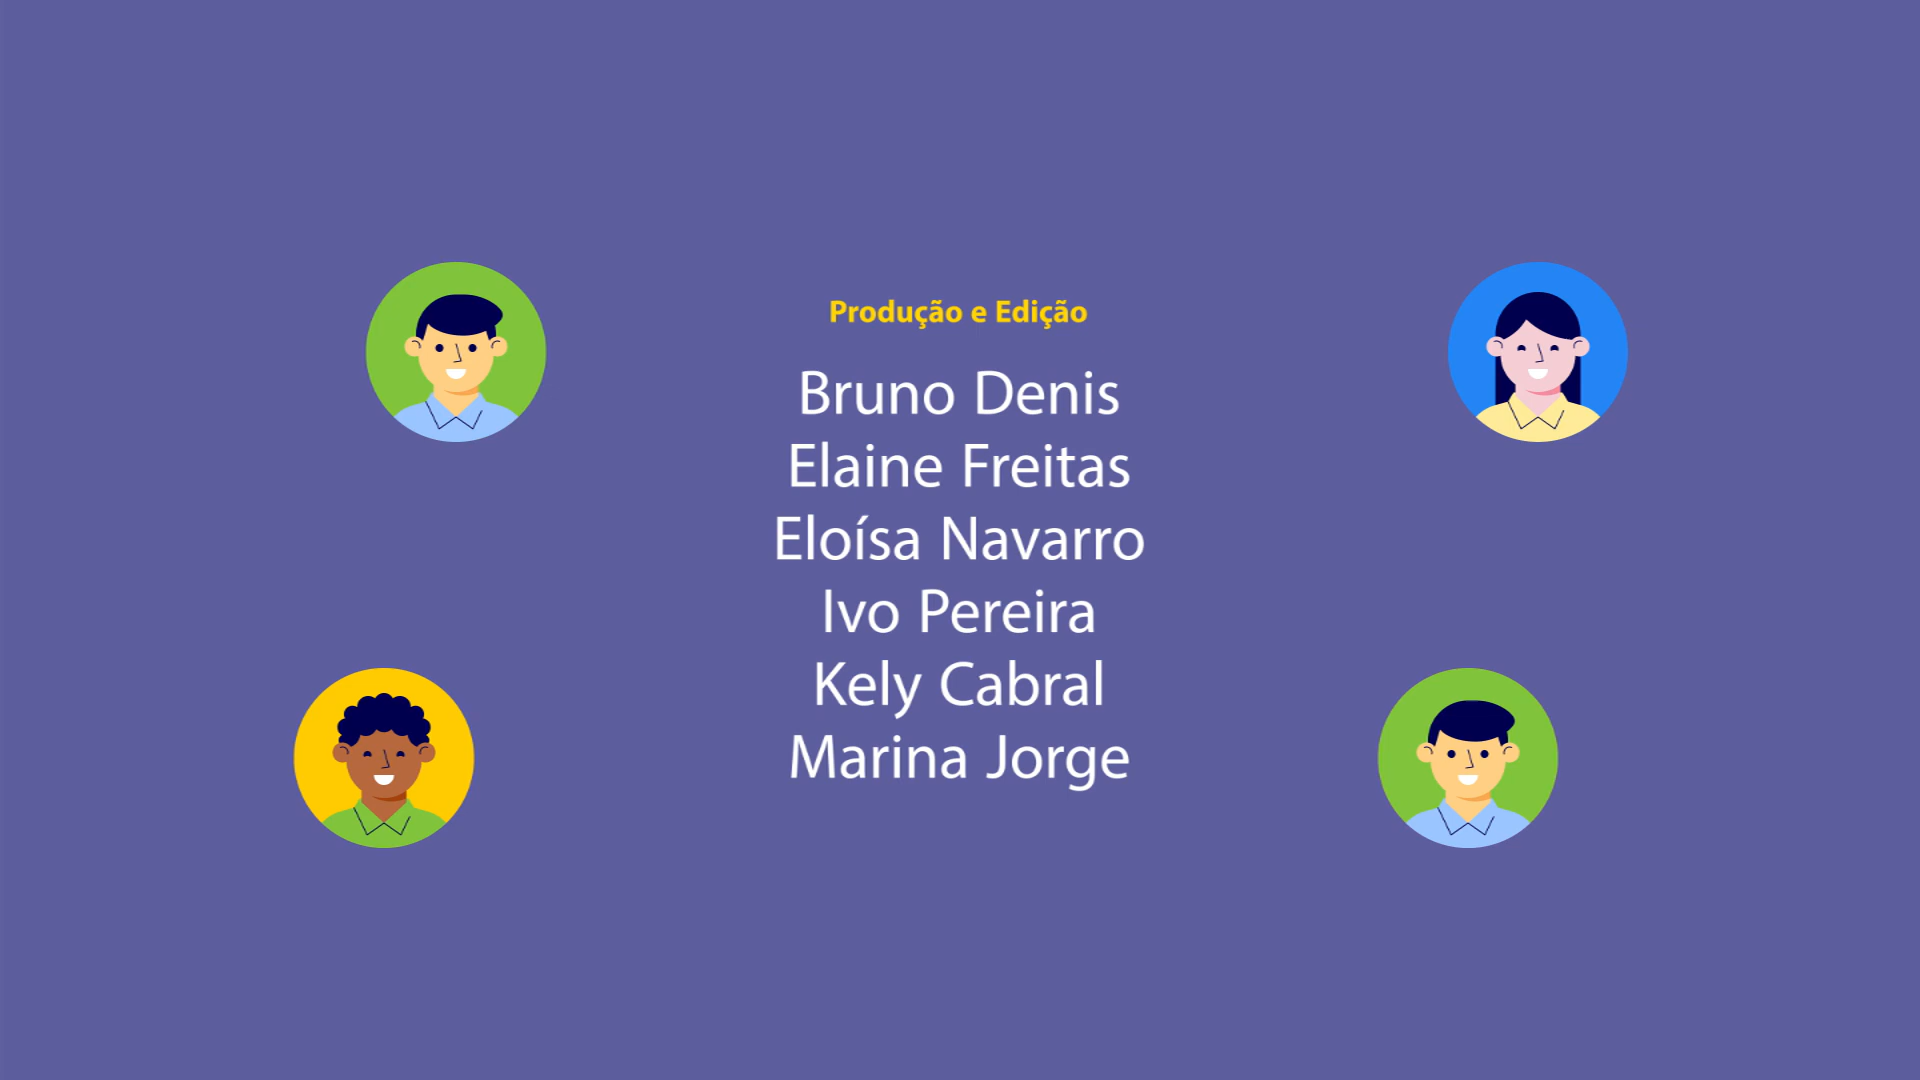 Produção e Edição
Bruno Denis
Elaine Freitas
Eloísa Navarro
Ivo Pereira
Kely Cabral
Marina Jorge